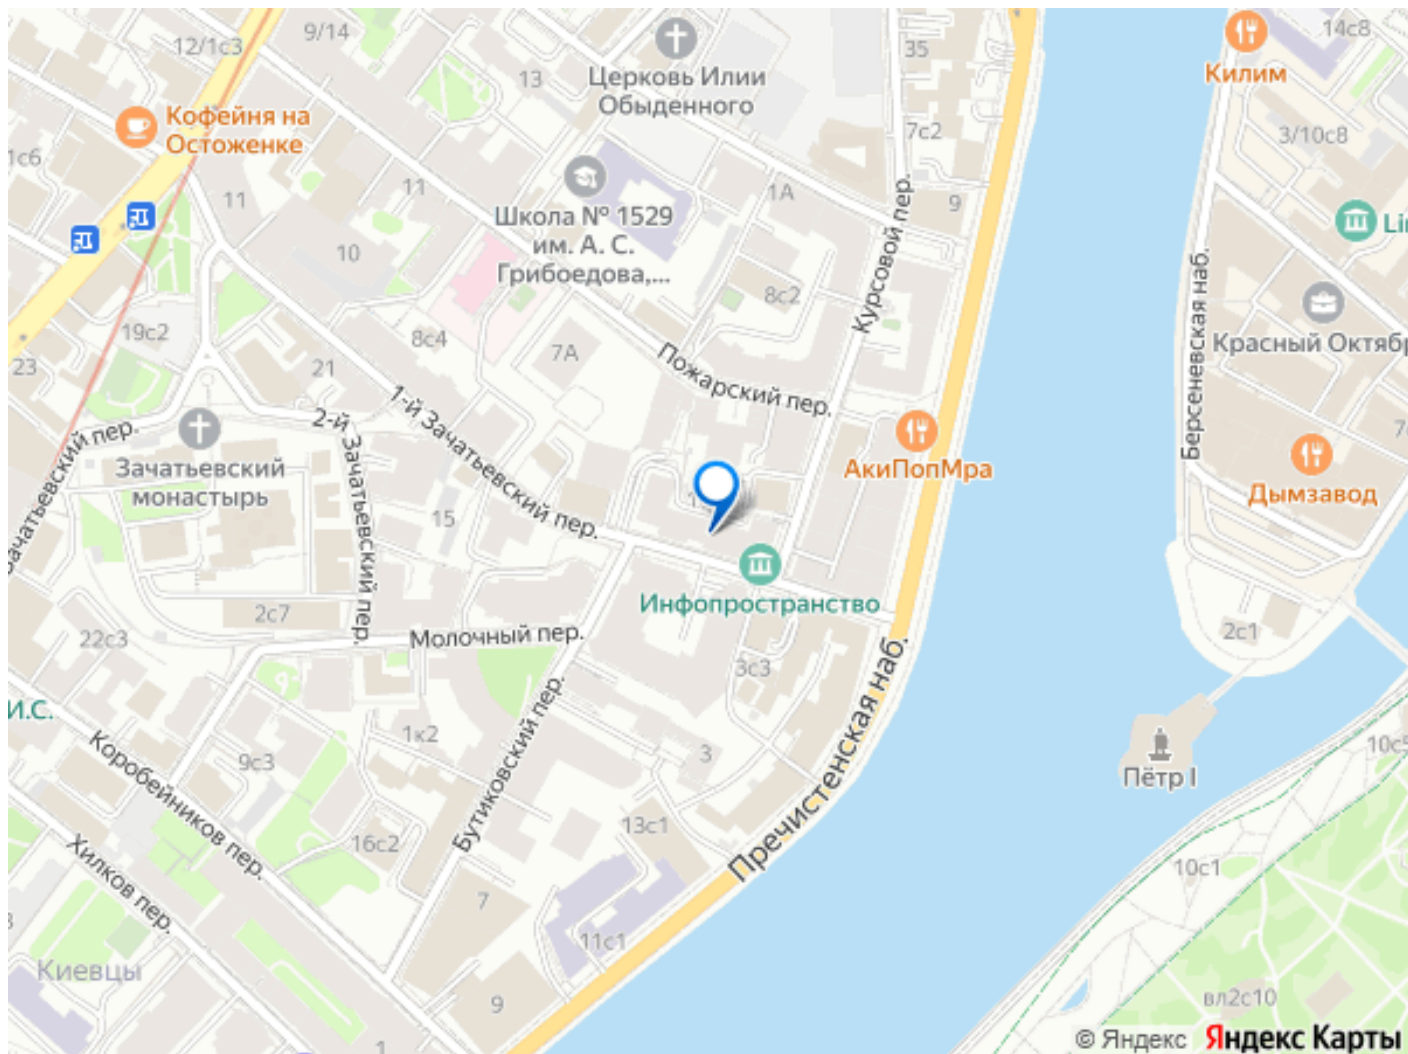 12/1с3
9/14
13
Церковь Илии
Обыденного
35
7с2
Килим
14с8
3/10с8
Кофейня на
Остоженке
1с6
11
11
Школа № 1529
им. А. С.
Грибоедова,...
1А
9
Курсовой пер.
10
8с2
Берсеневская наб.
Красный Октябр
19с2
8с4
7А
23
21
Пожарский пер.
1-й Зачатьевский пер.
2-й Зачатьевский пер.
Зачатьевский
монастырь
АкиПопМра
Дымзавод
15
Инфопространство
2с7
22с3
Молочный пер.
2с1
3с3
И.С.
1к2
9с3
3
Пречистенская наб.
Пётр I
10с5
Коробейников пер.
Бутиковский пер.
16с2
13с1
Хилков пер.
10с1
7
11с1
Киевцы
9
вл2с10
1
© Яндекс Яндекс Карты